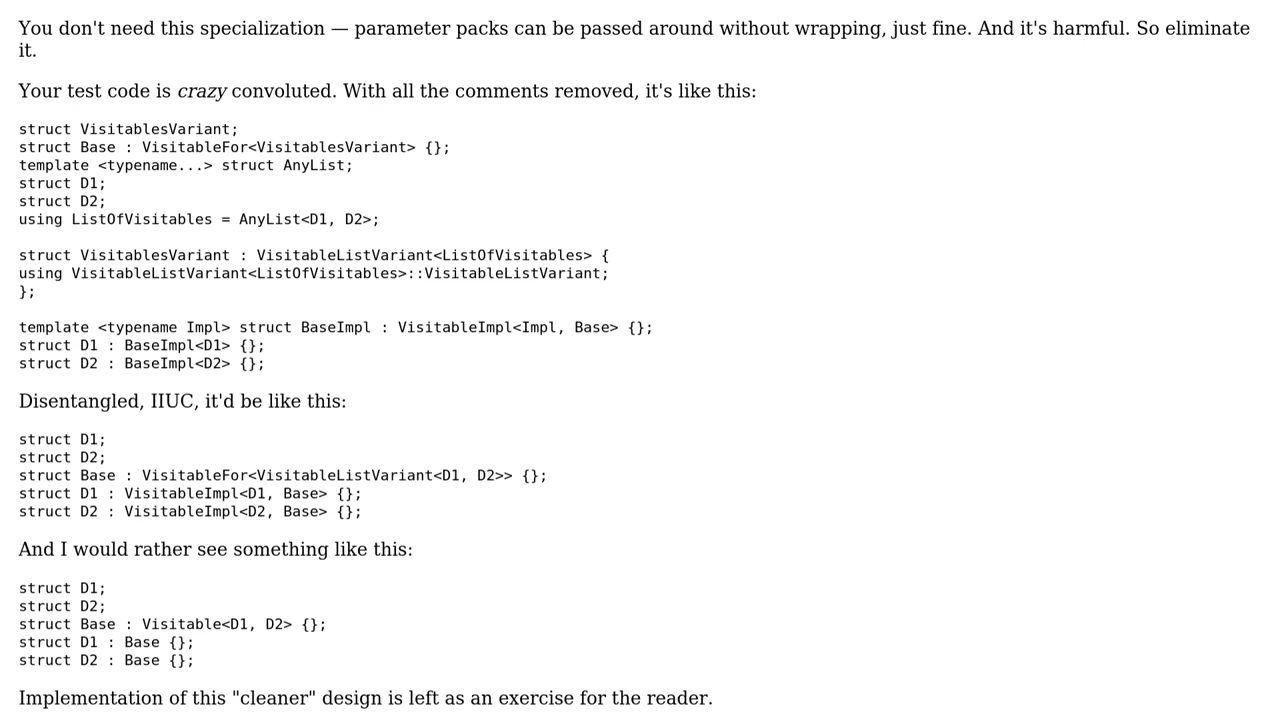 You don't need this specialization — parameter packs can be passed around without wrapping, just fine. And it's harmful. So eliminate
it.
Your test code is crazy convoluted. With all the comments removed, it's like this:
struct VisitablesVariant;
struct Base : VisitableFor<VisitablesVariant> {};
template <typename...> struct AnyList;
struct D1;
struct D2;
using ListOfVisitables = AnyList<D1, D2>;
struct VisitablesVariant : VisitableListVariant<ListOfVisitables> {
using VisitableListVariant<ListOfVisitables>::VisitableListVariant;
};
template <typename Impl> struct BaseImpl : VisitableImpl<Impl, Base> {};
struct D1 : BaseImpl<D1> {};
struct D2 : BaseImpl<D2> {};
Disentangled, IIUC, it'd be like this:
struct D1;
struct D2;
struct Base : VisitableFor<VisitableListVariant<D1, D2>> {};
struct D1 : VisitableImpl<D1, Base> {};
struct D2 : VisitableImpl<D2, Base> {};
And I would rather see something like this:
struct D1;
struct D2;
struct Base : Visitable<D1, D2> {};
struct D1 : Base {};
struct D2 : Base {};
Implementation of this "cleaner" design is left as an exercise for the reader.